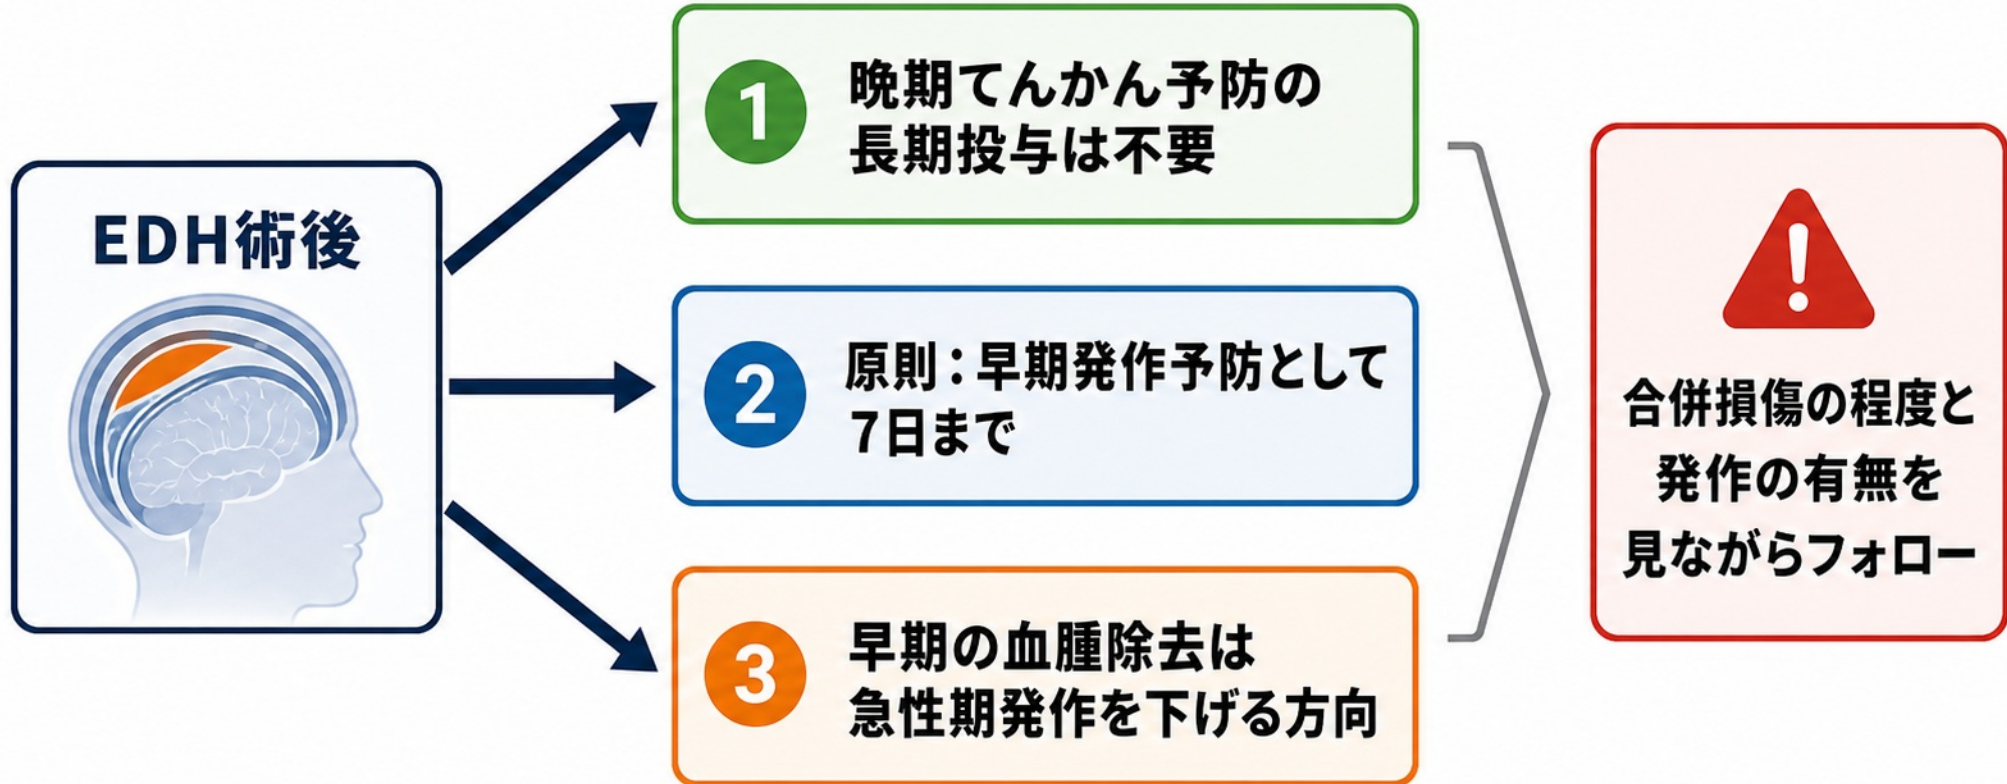 EDH術後
1
晩期てんかん予防の
長期投与は不要
2
原則：早期発作予防として
7日まで
3
早期の血腫除去は
急性期発作を下げる方向
!
合併損傷の程度と
発作の有無を
見ながらフォロー